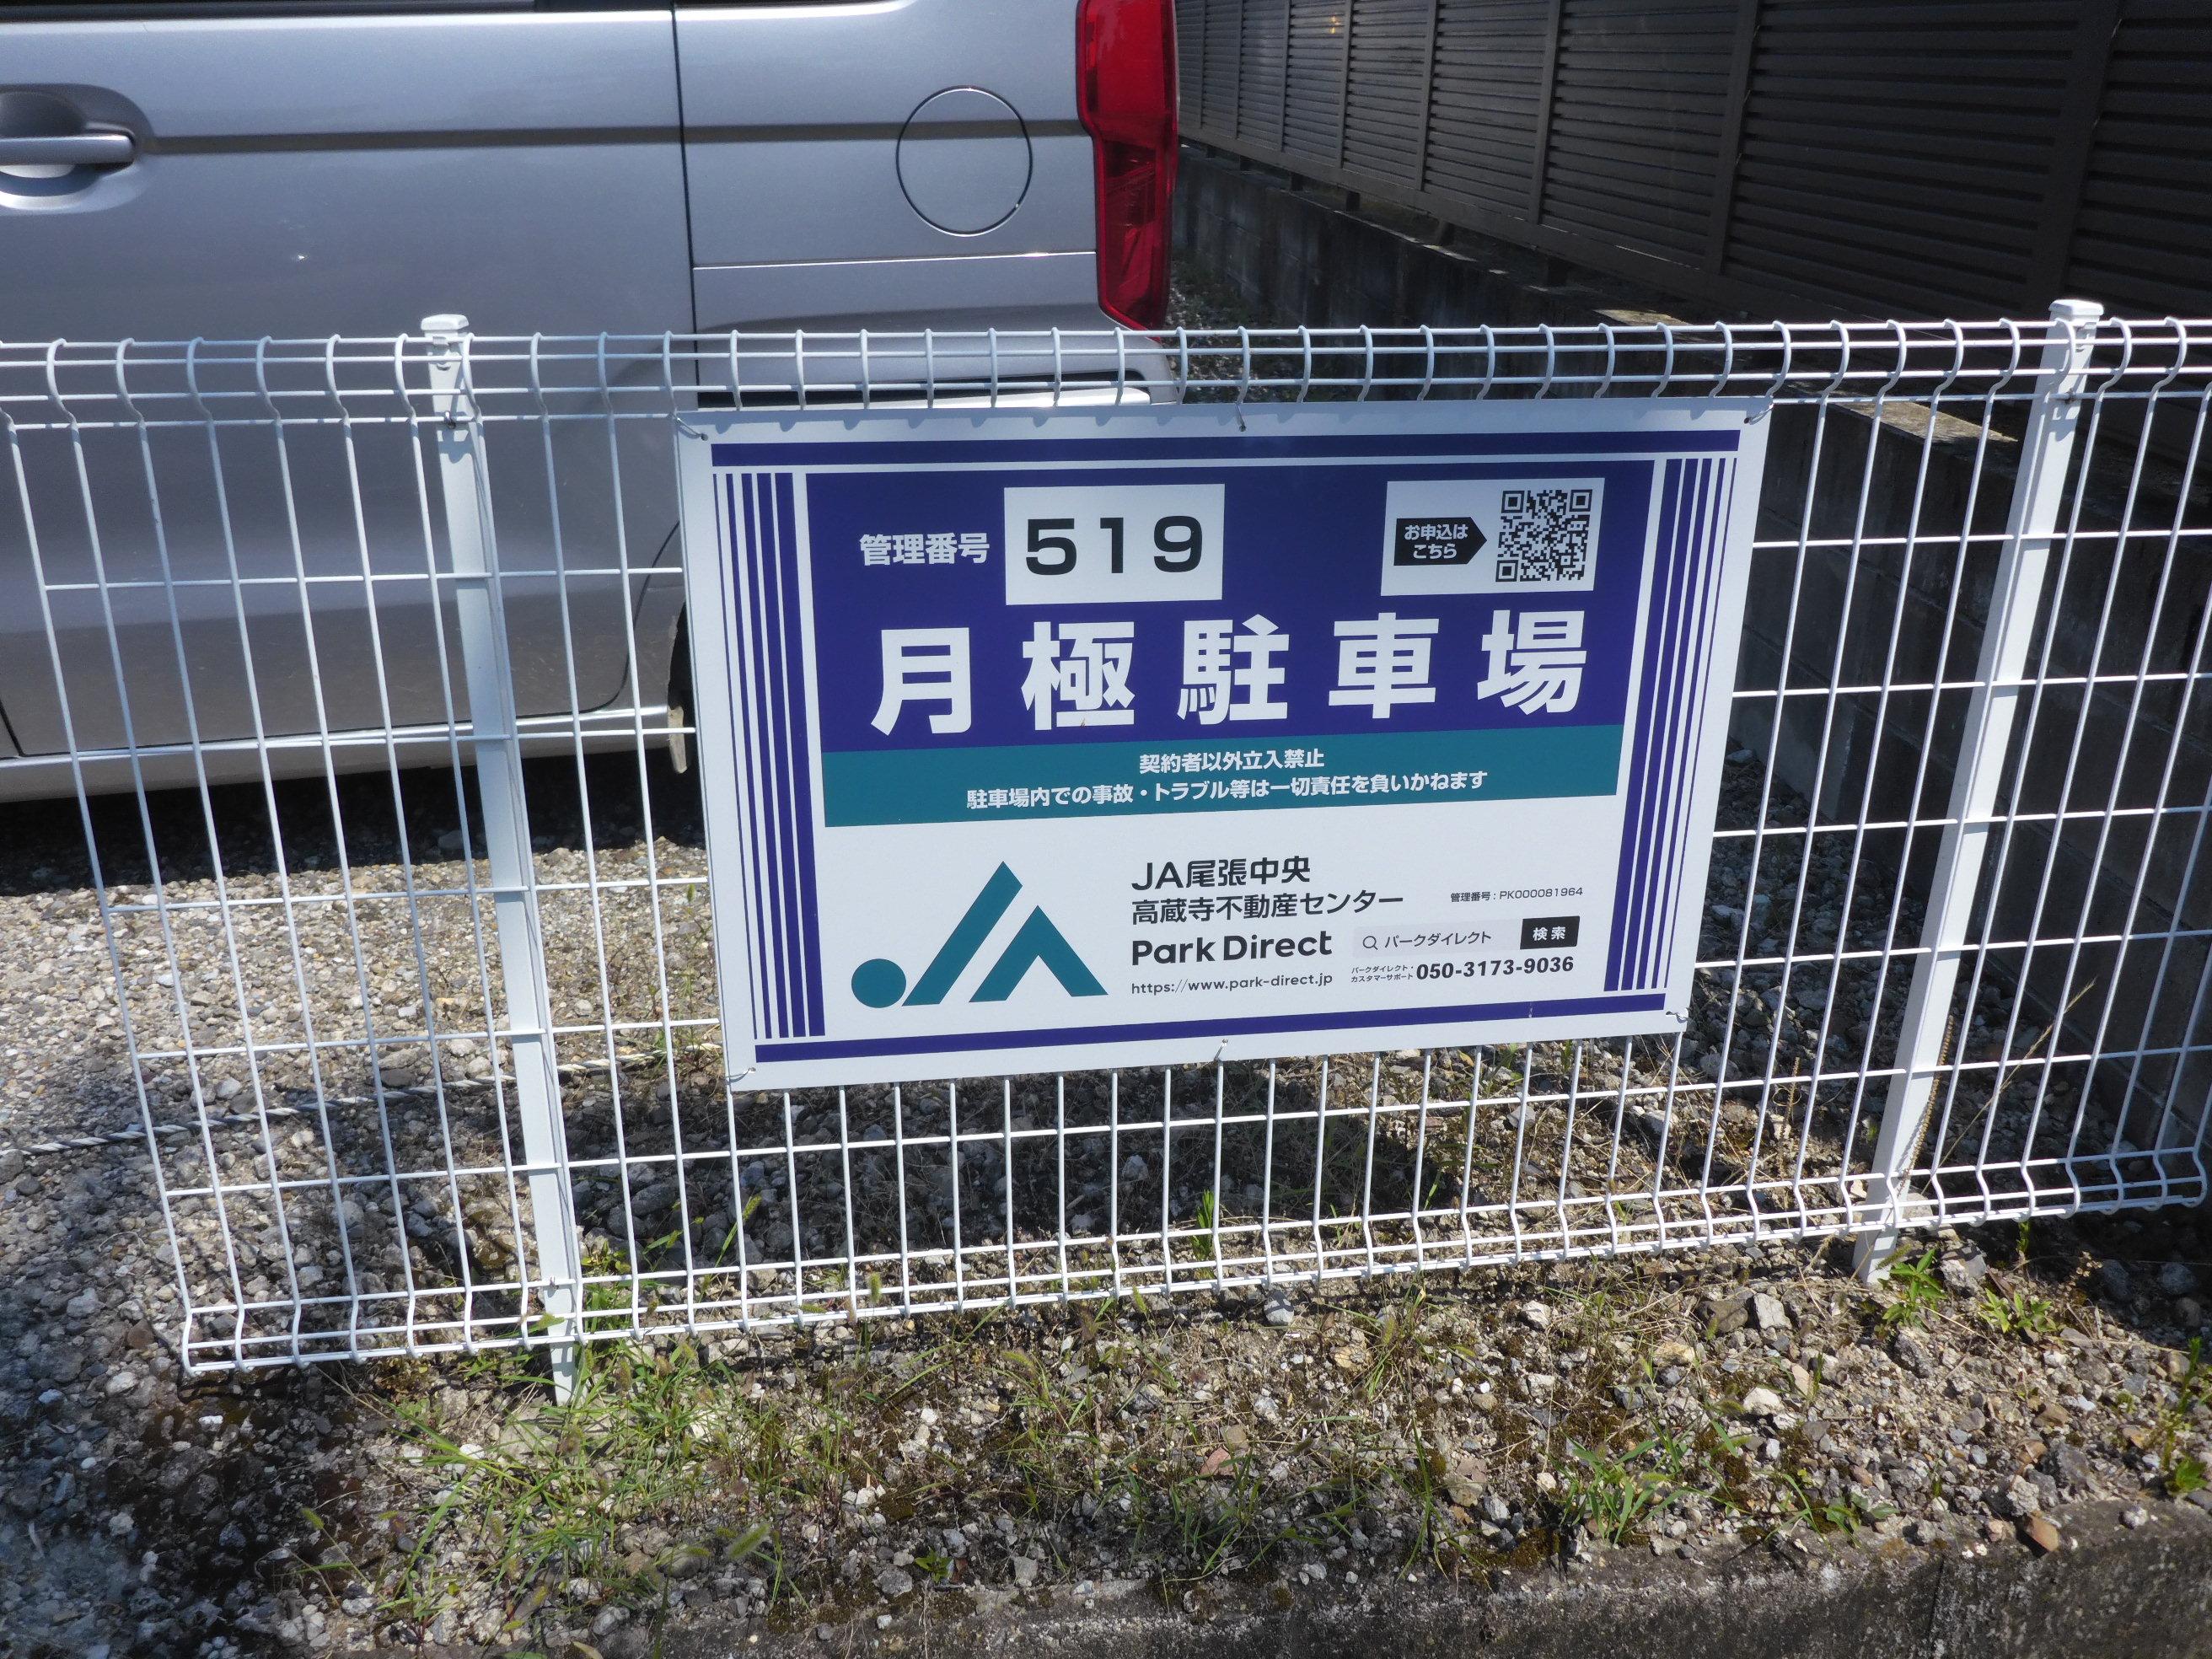 管理番号 519
お申込は
こちら
月極駐車場
契約者以外立入禁止
駐車場内での事故・トラブル等は一切責任を負いかねます
JA尾張中央
高蔵寺不動産センター
管理番号:PK000081964
Park Direct
パークダイレクト 検索
https://www.park-direct.jp
パークダイレクト・
カスタマーサポート 050-3173-9036